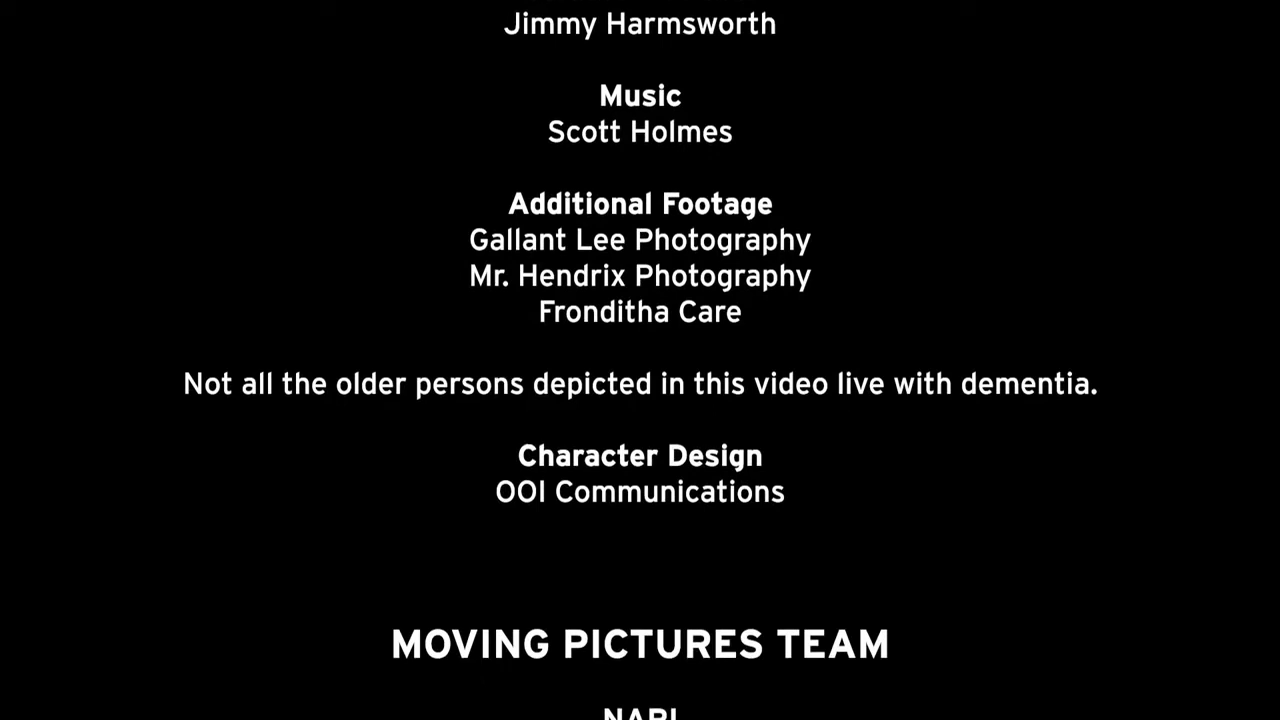 Jimmy Harmsworth
Music
Scott Holmes
Additional Footage
Gallant Lee Photography
Mr. Hendrix Photography
Fronditha Care
Not all the older persons depicted in this video live with dementia.
Character Design
OOI Communications
MOVING PICTURES TEAM